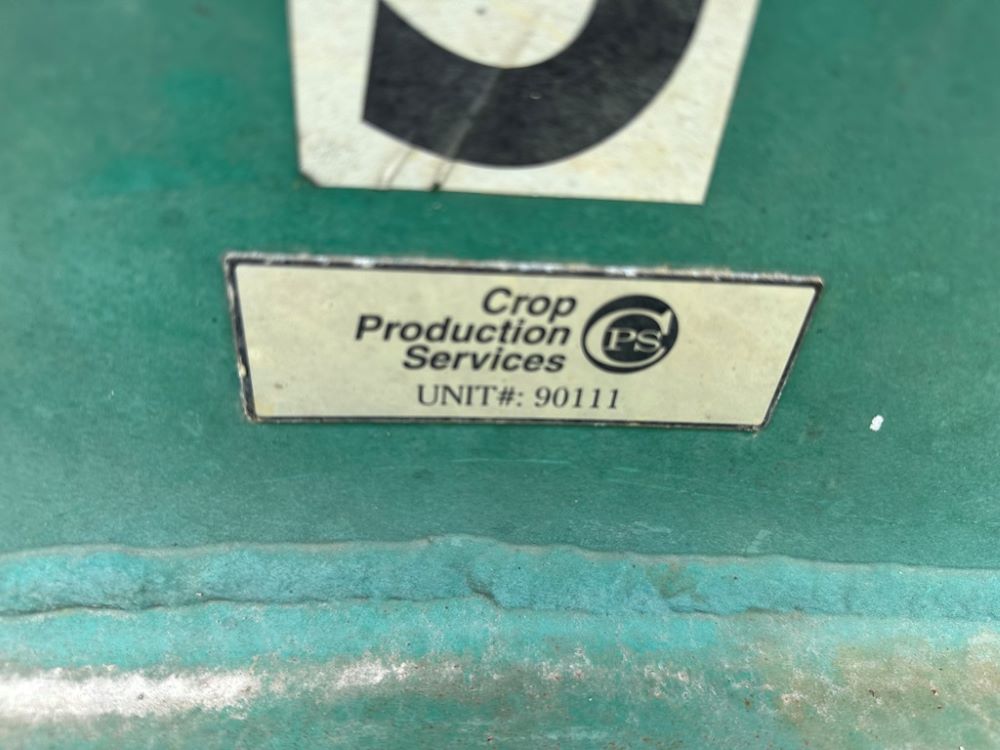 Crop
Production
Services
CPS
UNIT#: 90111